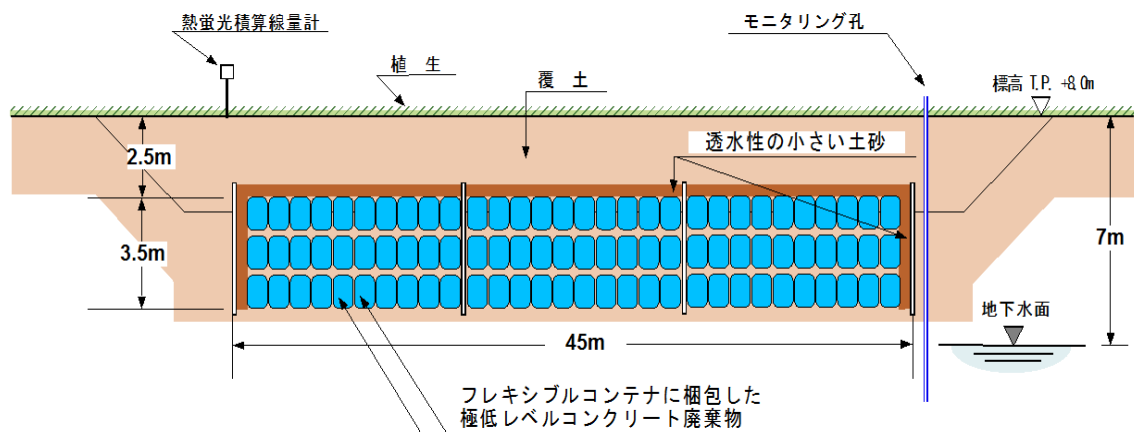 熱蛍光積算線量計
モニタリング孔
植 生
覆 土
標高 T.P. +8.0m
透水性の小さい土砂
2.5m
3.5m
7m
地下水面
45m
フレキシブルコンテナに梱包した
極低レベルコンクリート廃棄物